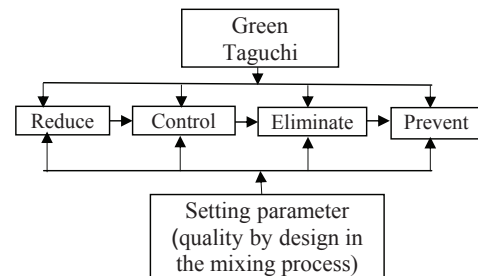 Green
Taguchi
Reduce
Control
Eliminate
Prevent
Setting parameter
(quality by design in
the mixing process)